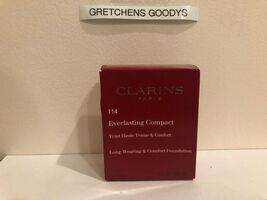 GRETCHENS GOODYS
CLARINS
PARIS
114
Everlasting Compact
Teint Haute Tenue & Confort
Long-Wearing & Comfort Foundation